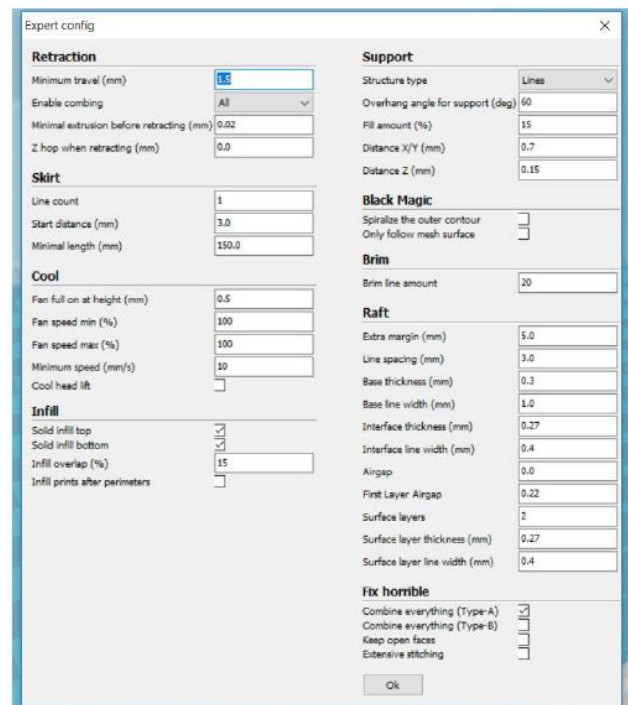 Expert config
Retraction
Minimum travel (mm) 1.5
Enable combing All
Minimal extrusion before retracting (mm) 0.02
Z hop when retracting (mm) 0.0
Skirt
Line count 1
Start distance (mm) 3.0
Minimal length (mm) 150.0
Cool
Fan full on at height (mm) 0.5
Fan speed min (%) 100
Fan speed max (%) 100
Minimum speed (mm/s) 10
Cool head lift
Infill
Solid infill top
Solid infill bottom
Infill overlap (%) 15
Infill prints after perimeters
Support
Structure type Lines
Overhang angle for support (deg) 60
Fill amount (%) 15
Distance X/Y (mm) 0.7
Distance Z (mm) 0.15
Black Magic
Spiralize the outer contour
Only follow mesh surface
Brim
Brim line amount 20
Raft
Extra margin (mm) 5.0
Line spacing (mm) 3.0
Base thickness (mm) 0.3
Base line width (mm) 1.0
Interface thickness (mm) 0.27
Interface line width (mm) 0.4
Airgap 0.0
First Layer Airgap 0.22
Surface layers 2
Surface layer thickness (mm) 0.27
Surface layer line width (mm) 0.4
Fix horrible
Combine everything (Type-A)
Combine everything (Type-B)
Keep open faces
Extensive stitching
Ok